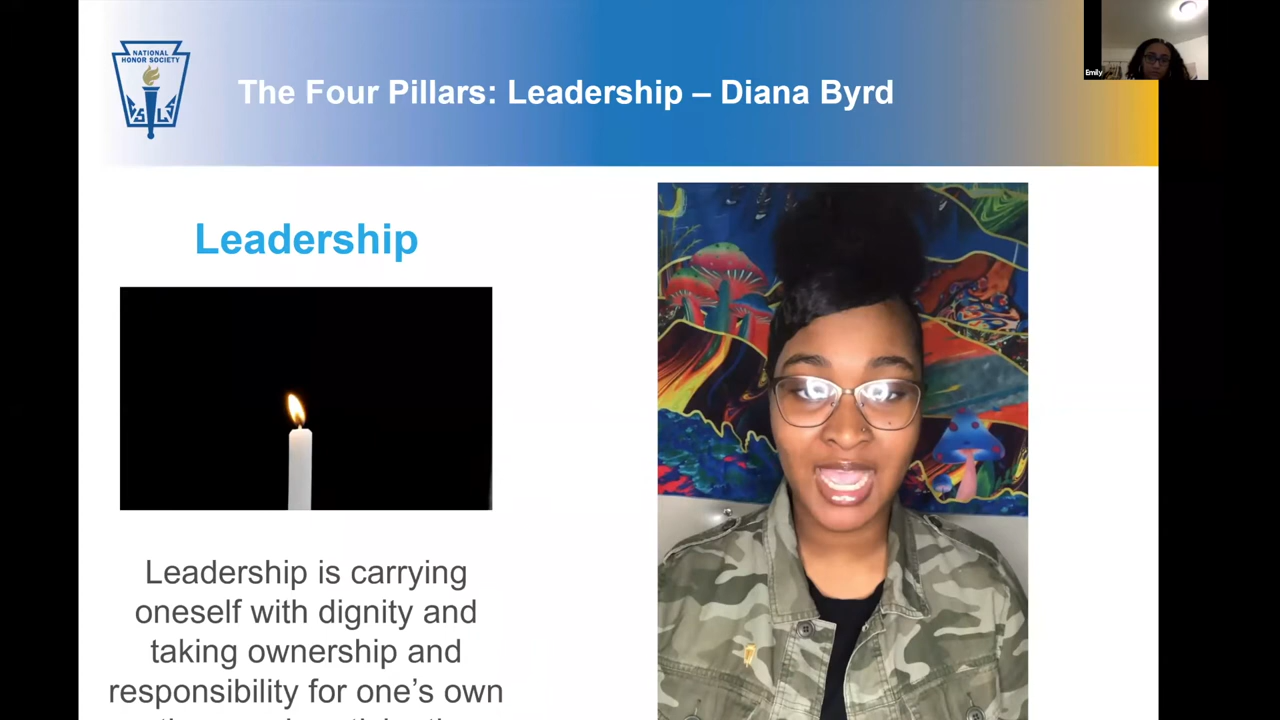 NATIONAL
HONOR SOCIETY
The Four Pillars: Leadership – Diana Byrd
Emily
Leadership
Leadership is carrying
oneself with dignity and
taking ownership and
responsibility for one's own